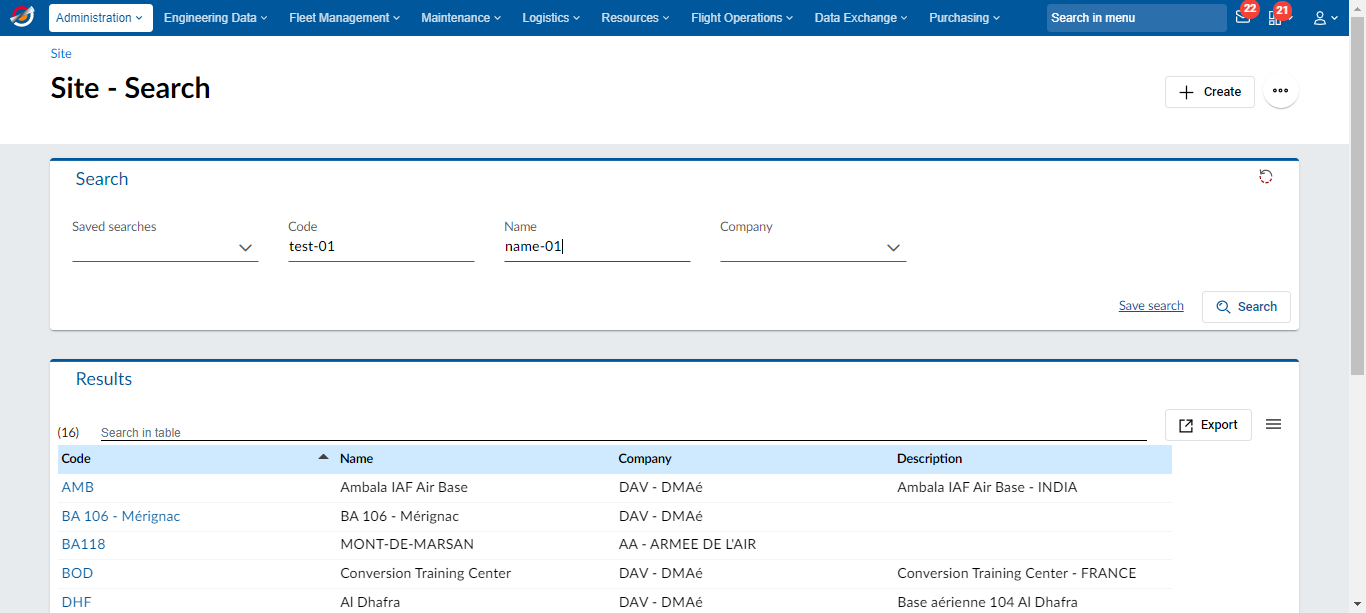 Administration Engineering Data Fleet Management Maintenance Logistics Resources Flight Operations Data Exchange Purchasing Search in menu 22 21
Site
Site - Search
Create
Search
Saved searches Code Name Company
test-01 name-01
Save search Search
Results
(16) Search in table Export
Code Name Company Description
AMB Ambala IAF Air Base DAV - DMAé Ambala IAF Air Base - INDIA
BA 106 - Mérignac BA 106 - Mérignac DAV - DMAé
BA118 MONT-DE-MARSAN AA - ARMEE DE L'AIR
BOD Conversion Training Center DAV - DMAé Conversion Training Center - FRANCE
DHF Al Dhafra DAV - DMAé Base aérienne 104 Al Dhafra